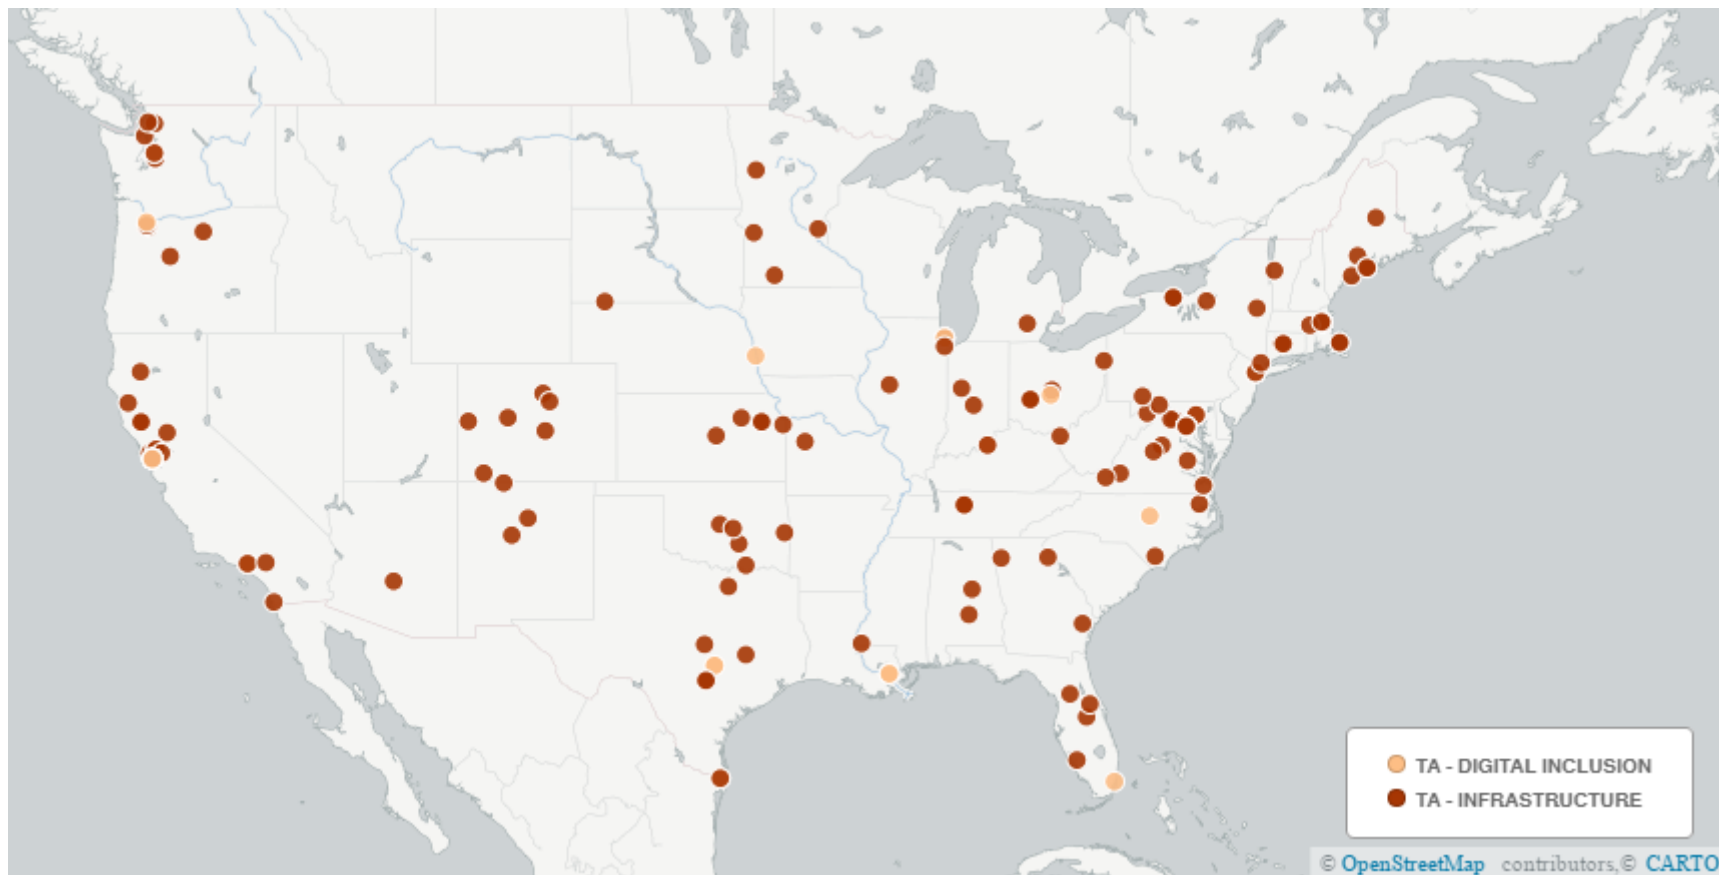 TA - DIGITAL INCLUSION
TA - INFRASTRUCTURE
© OpenStreetMap contributors,© CARTO